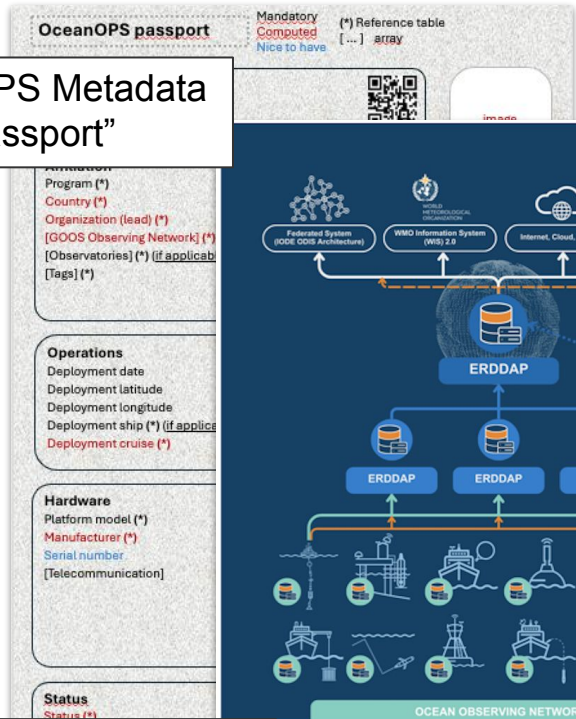 OceanOPS passport
Mandatory
Computed
Nice to have
(*) Reference table
[ ... ] array
PS Metadata
ssport”
image
Affiliation
Program (*)
Country (*)
Organization (lead) (*)
[GOOS Observing Network] (*)
[Observatories] (*) (if applicab
[Tags] (*)
Operations
Deployment date
Deployment latitude
Deployment longitude
Deployment ship (*) (if applica
Deployment cruise (*)
Hardware
Platform model (*)
Manufacturer (*)
Serial number
[Telecommunication]
Status
Status (*)
WORLD
METEOROLOGICAL
ORGANIZATION
Federated System
(IODE ODIS Architecture)
WMO Information System
(WIS) 2.0
Internet, Cloud,
ERDDAP
ERDDAP
ERDDAP
OCEAN OBSERVING NETWOR